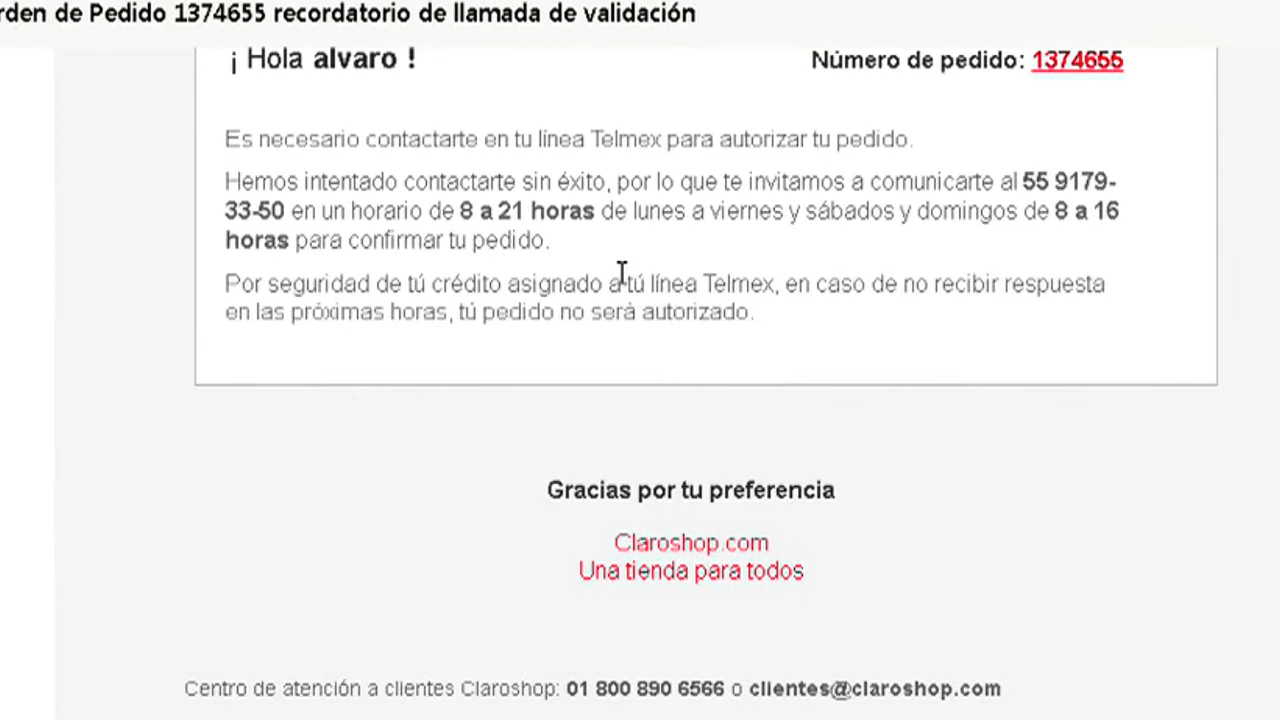 rden de Pedido 1374655 recordatorio de llamada de validación
¡ Hola alvaro !
Número de pedido: 1374655
Es necesario contactarte en tu línea Telmex para autorizar tu pedido.
Hemos intentado contactarte sin éxito, por lo que te invitamos a comunicarte al 55 9179-
33-50 en un horario de 8 a 21 horas de lunes a viernes y sábados y domingos de 8 a 16
horas para confirmar tu pedido.
Por seguridad de tú crédito asignado a tú línea Telmex, en caso de no recibir respuesta
en las próximas horas, tú pedido no será autorizado.
Gracias por tu preferencia
Claroshop.com
Una tienda para todos
Centro de atención a clientes Claroshop: 01 800 890 6566 o clientes@claroshop.com